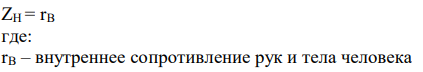 Zн = rв
где:
rв – внутреннее сопротивление рук и тела человека